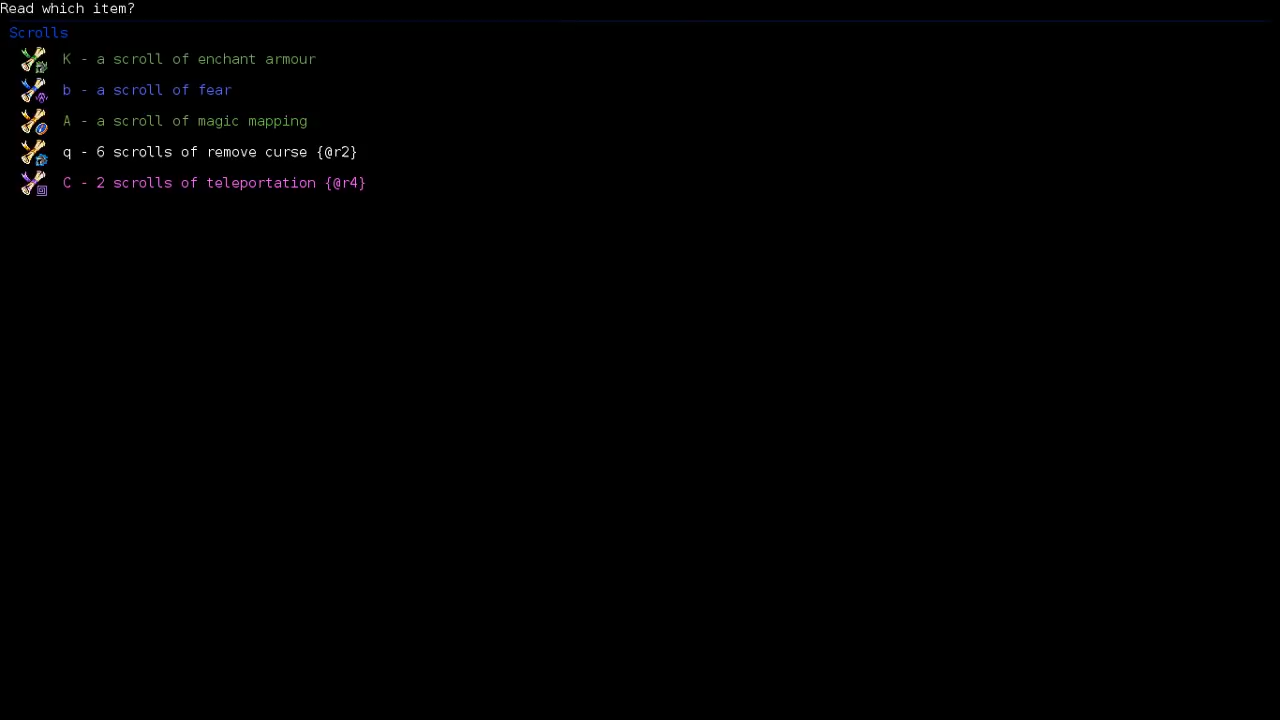 Read which item?
Scrolls
K - a scroll of enchant armour
b - a scroll of fear
A - a scroll of magic mapping
q - 6 scrolls of remove curse {@r2}
C - 2 scrolls of teleportation {@r4}